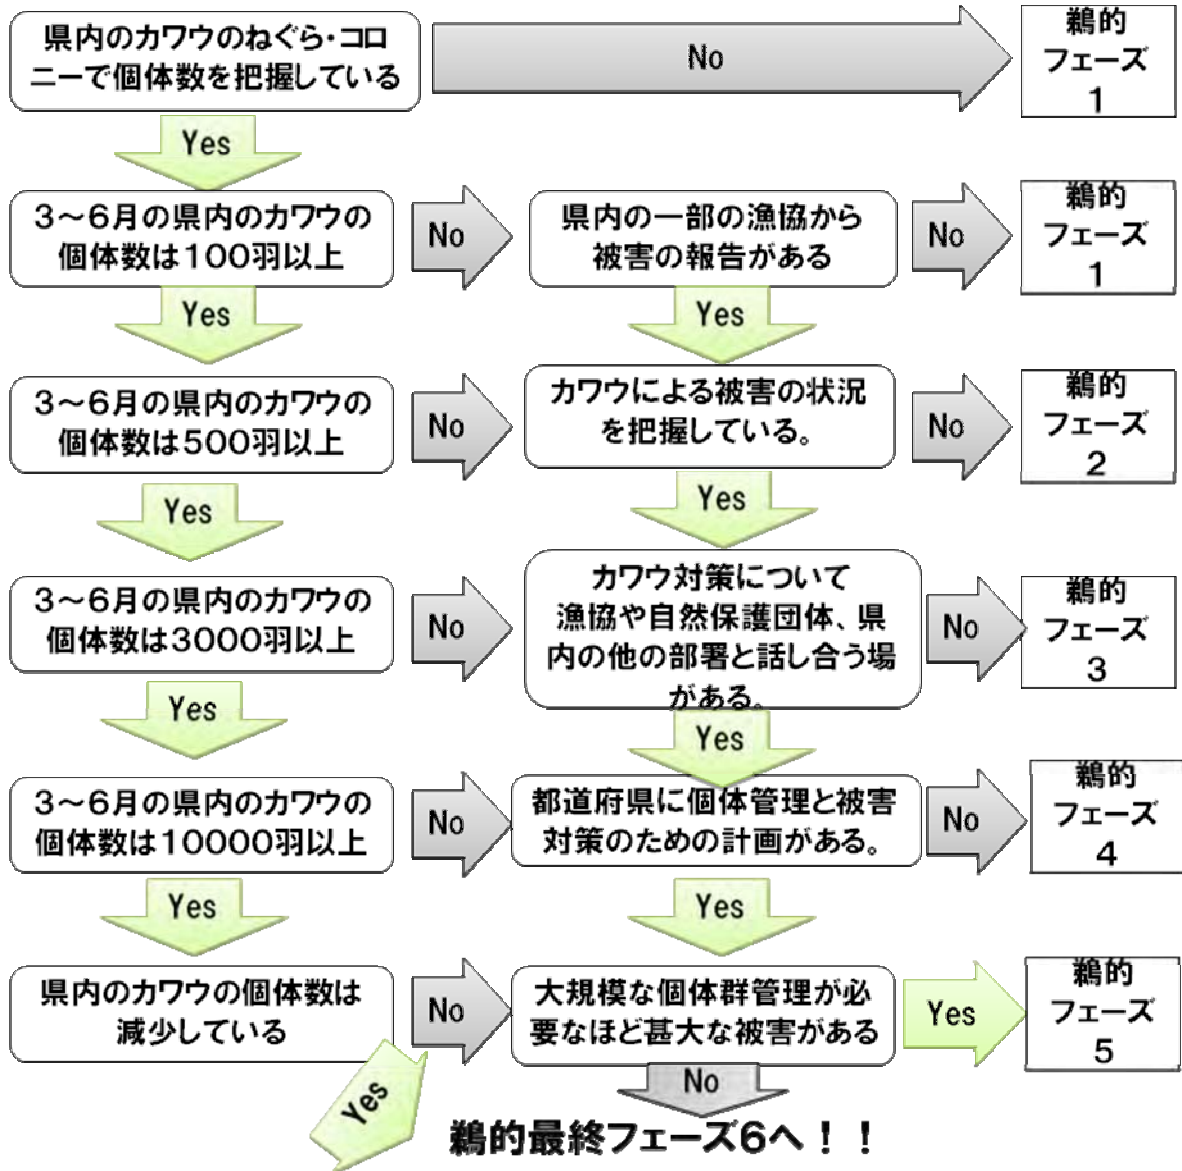 県内のカワウのねぐら・コロ
ニーで個体数を把握している
No
鵜的
フェーズ
1
Yes
3～6月の県内のカワウの
個体数は100羽以上
No
県内の一部の漁協から
被害の報告がある
No
鵜的
フェーズ
1
Yes
Yes
3～6月の県内のカワウの
個体数は500羽以上
No
カワウによる被害の状況
を把握している。
No
鵜的
フェーズ
2
Yes
Yes
3～6月の県内のカワウの
個体数は3000羽以上
No
カワウ対策について
漁協や自然保護団体、県
内の他の部署と話し合う場
がある。
No
鵜的
フェーズ
3
Yes
Yes
3～6月の県内のカワウの
個体数は10000羽以上
No
都道府県に個体管理と被害
対策のための計画がある。
No
鵜的
フェーズ
4
Yes
Yes
県内のカワウの個体数は
減少している
No
大規模な個体群管理が必
要なほど甚大な被害がある
Yes
鵜的
フェーズ
5
Yes
No
鵜的最終フェーズ6へ！！